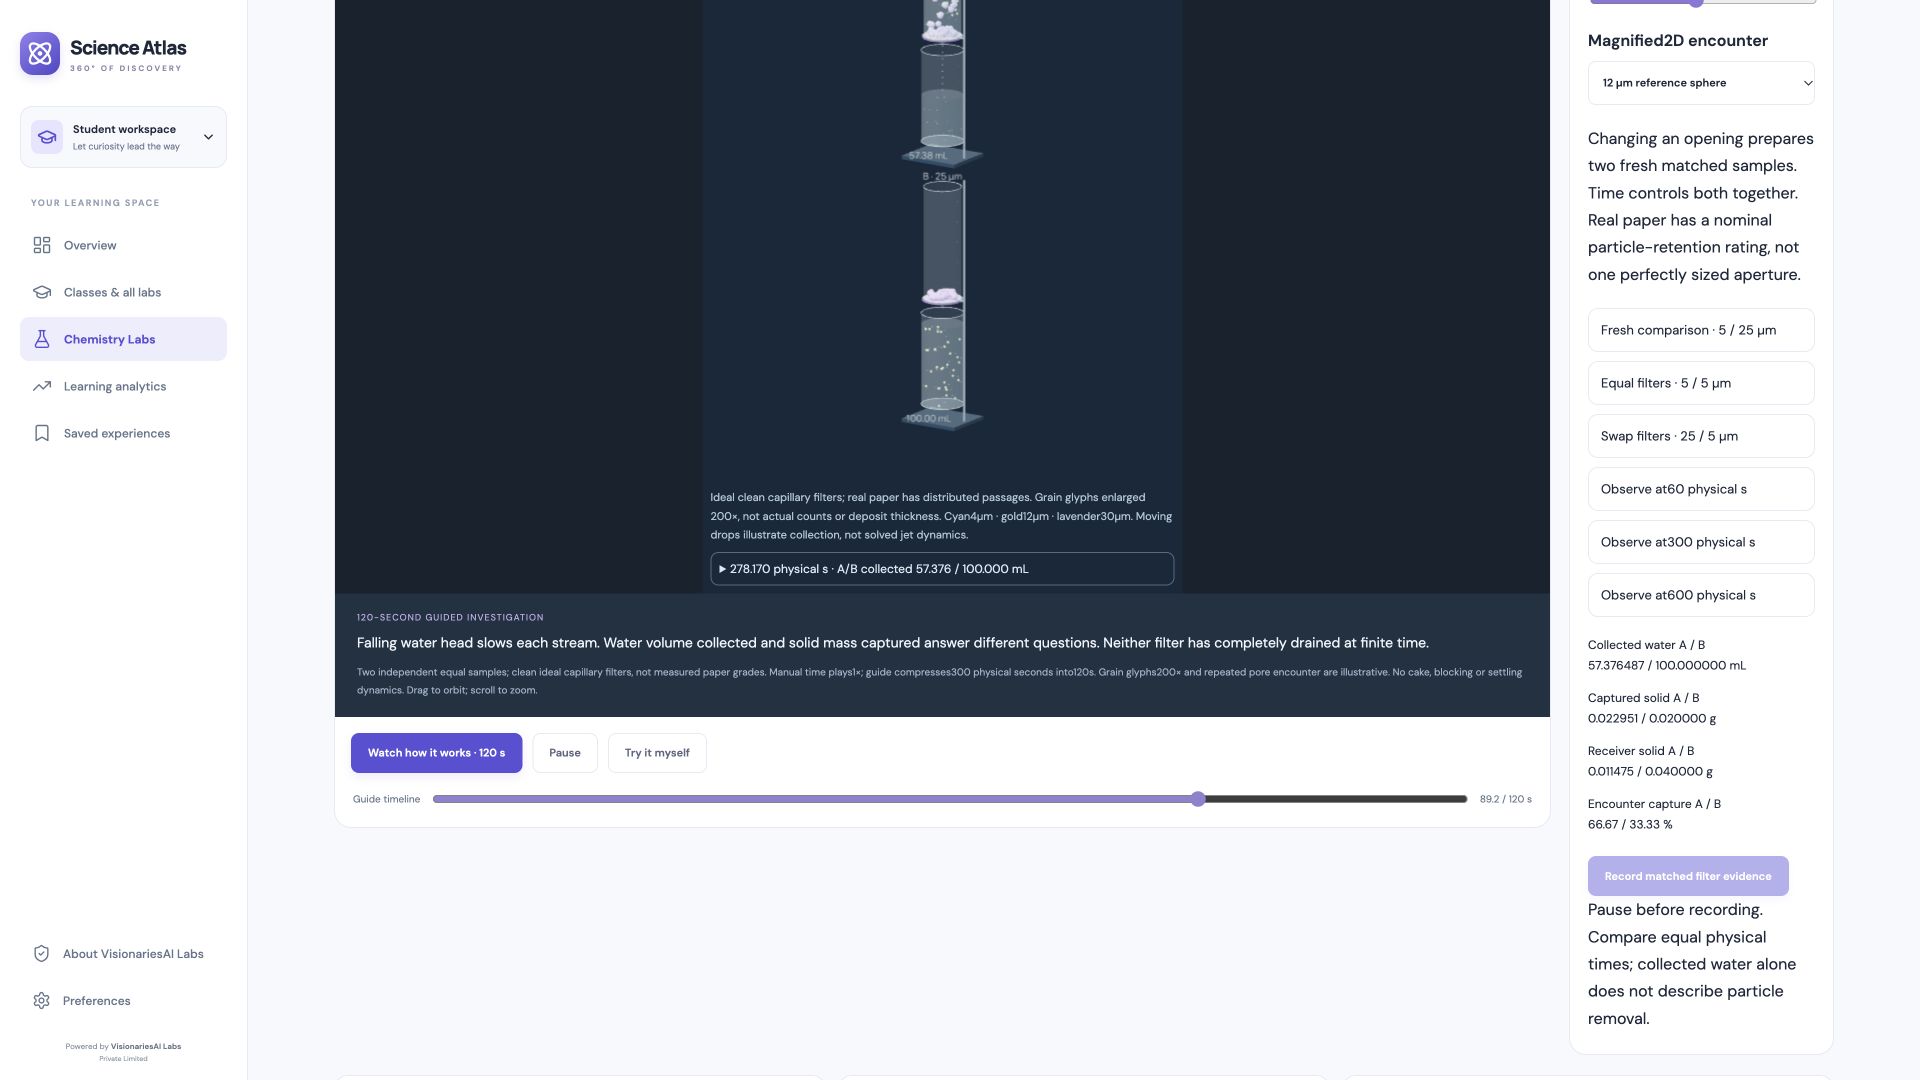 Science Atlas
360° OF DISCOVERY
Student workspace
Let curiosity lead the way
YOUR LEARNING SPACE
Overview
Classes & all labs
Chemistry Labs
Learning analytics
Saved experiences
About VisionariesAI Labs
Preferences
Powered by VisionariesAI Labs
Private Limited
57.38 mL
B · 25 µm
100.00 mL
Ideal clean capillary filters; real paper has distributed passages. Grain glyphs enlarged
200×, not actual counts or deposit thickness. Cyan4µm · gold12µm · lavender30µm. Moving
drops illustrate collection, not solved jet dynamics.
▶ 278.170 physical s · A/B collected 57.376 / 100.000 mL
120-SECOND GUIDED INVESTIGATION
Falling water head slows each stream. Water volume collected and solid mass captured answer different questions. Neither filter has completely drained at finite time.
Two independent equal samples; clean ideal capillary filters, not measured paper grades. Manual time plays1×; guide compresses300 physical seconds into120s. Grain glyphs200× and repeated pore encounter are illustrative. No cake, blocking or settling
dynamics. Drag to orbit; scroll to zoom.
Watch how it works · 120 s
Pause
Try it myself
Guide timeline
89.2 / 120 s
Magnified2D encounter
12 µm reference sphere
Changing an opening prepares
two fresh matched samples.
Time controls both together.
Real paper has a nominal
particle-retention rating, not
one perfectly sized aperture.
Fresh comparison · 5 / 25 µm
Equal filters · 5 / 5 µm
Swap filters · 25 / 5 µm
Observe at60 physical s
Observe at300 physical s
Observe at600 physical s
Collected water A / B
57.376487 / 100.000000 mL
Captured solid A / B
0.022951 / 0.020000 g
Receiver solid A / B
0.011475 / 0.040000 g
Encounter capture A / B
66.67 / 33.33 %
Record matched filter evidence
Pause before recording.
Compare equal physical
times; collected water alone
does not describe particle
removal.